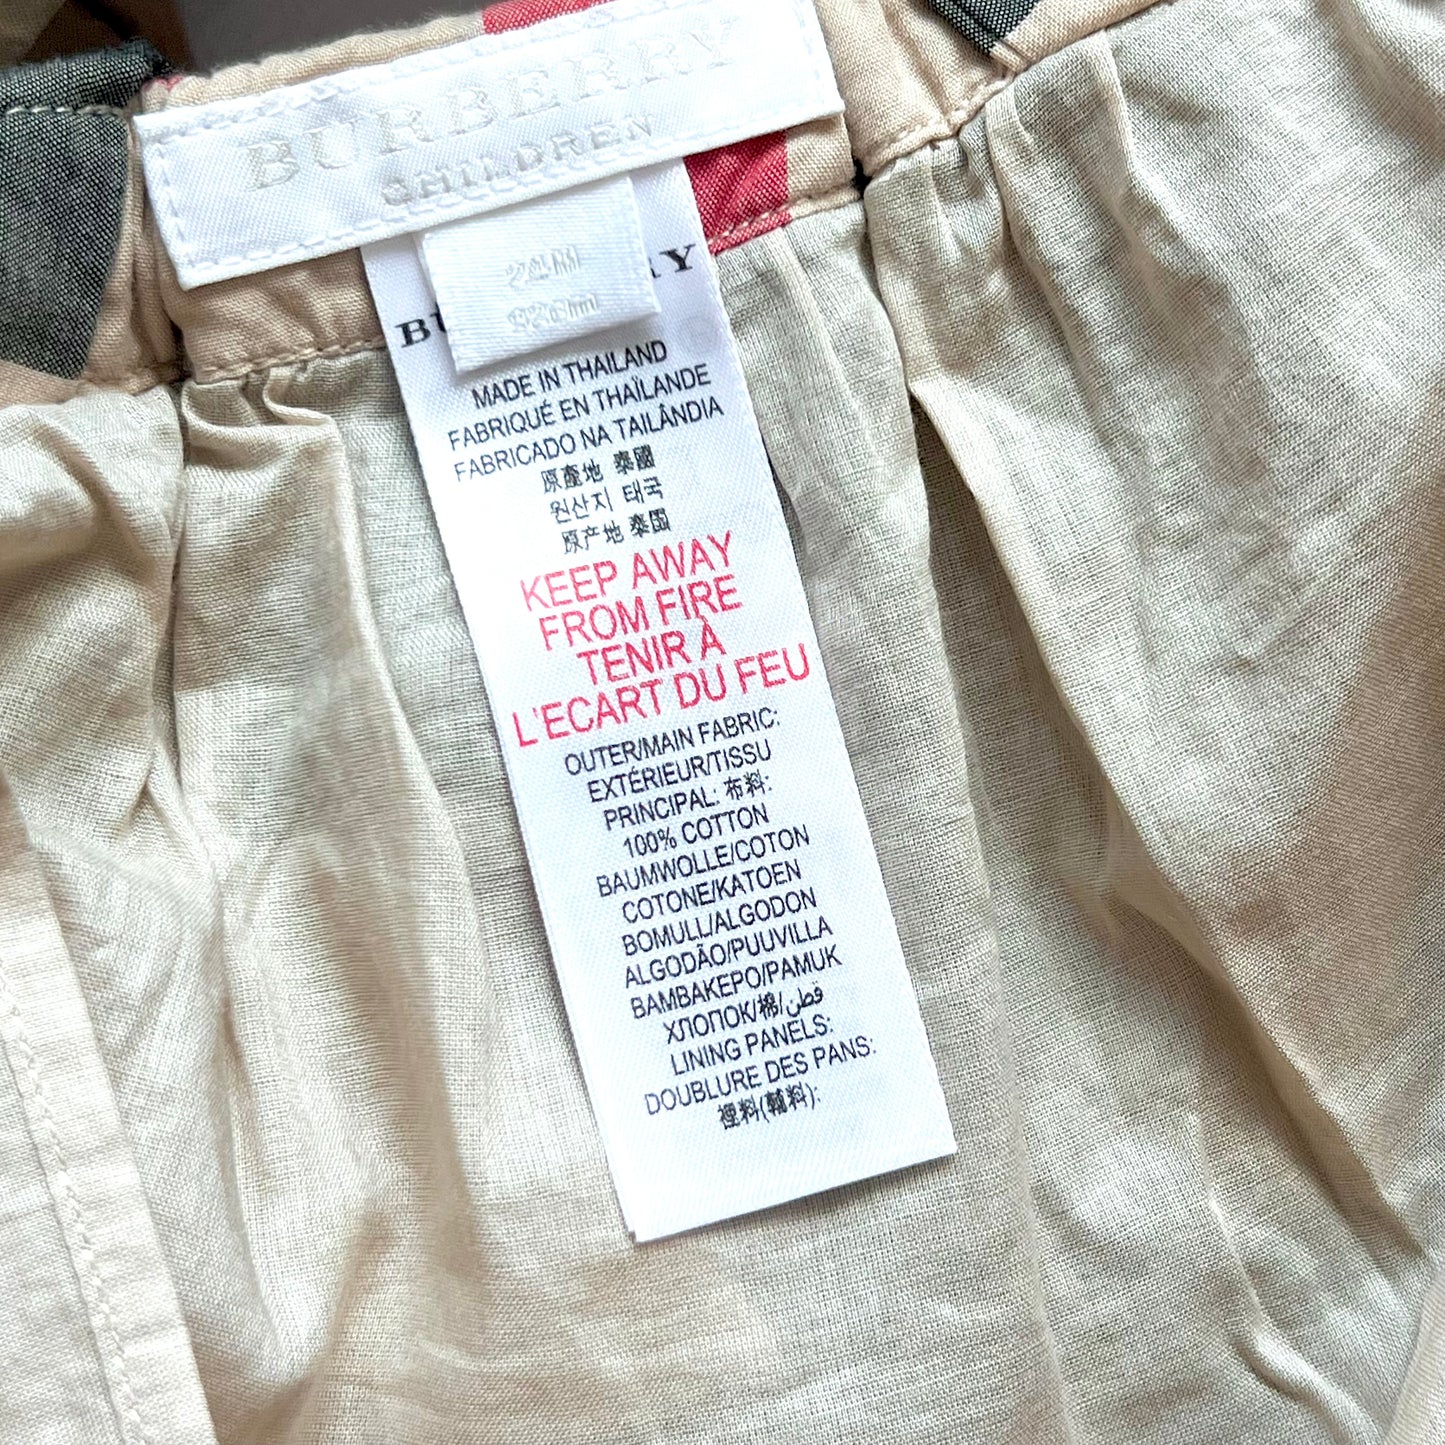 BURBERRY
CHILDREN
24M
92cm
MADE IN THAILAND
FABRIQUÉ EN THAÏLANDE
FABRICADO NA TAILÂNDIA
原產地 泰國
원산지 태국
原产地 泰國
KEEP AWAY
FROM FIRE
TENIR À
L'ECART DU FEU
OUTER/MAIN FABRIC:
EXTÉRIEUR/TISSU
PRINCIPAL: 布料:
100% COTTON
BAUMWOLLE/COTON
COTONE/KATOEN
BOMULL/ALGODON
ALGODÃO/PUUVILLA
BAMBAKEPO/PAMUK
ХЛОПОК/棉/قطن
LINING PANELS:
DOUBLURE DES PANS:
裡料(輔料):